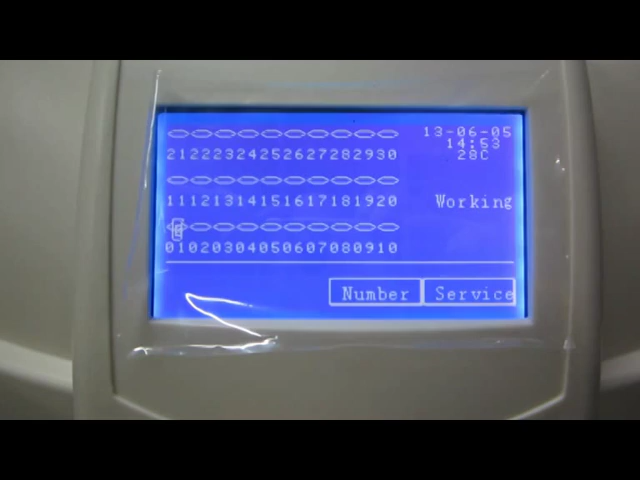 13-06-05
14:53
28C
21222324252627282930
11121314151617181920
Working
01020304050607080910
Number Service